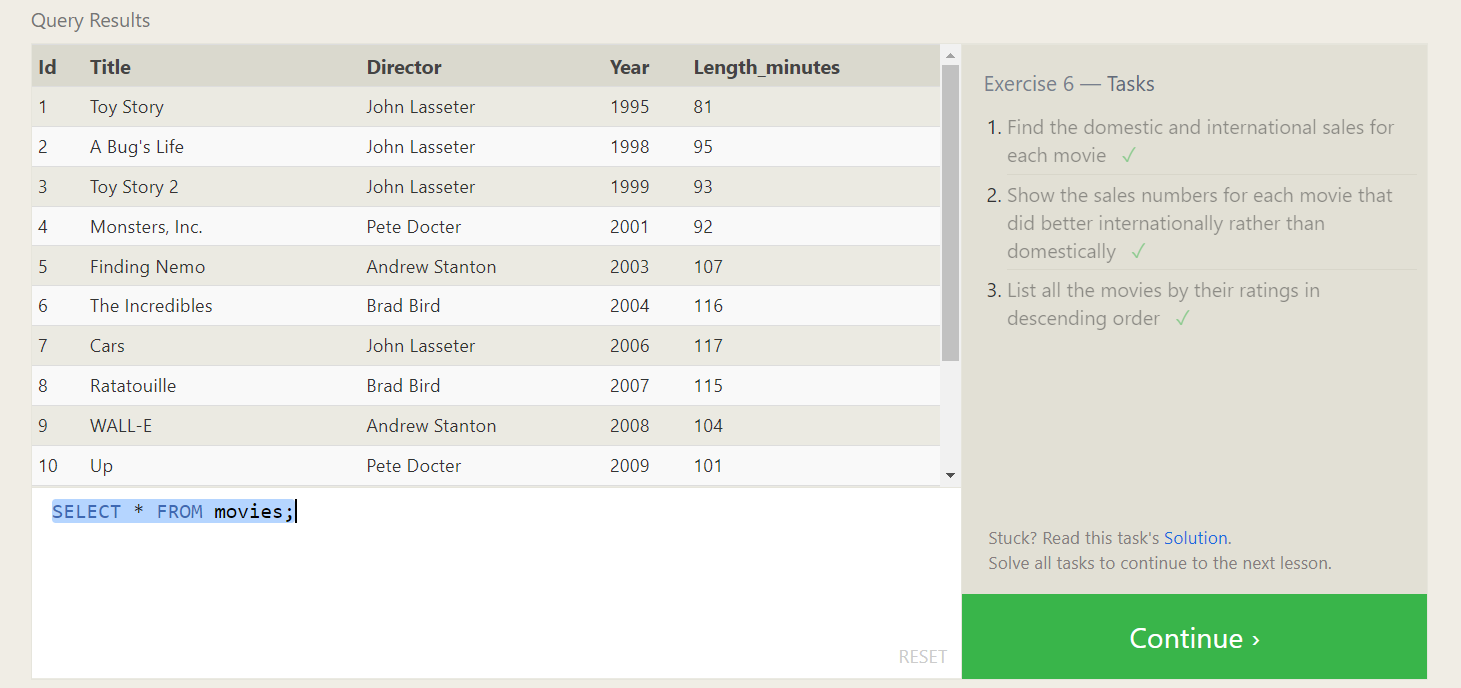 Query Results
Id Title Director Year Length_minutes
1 Toy Story John Lasseter 1995 81
2 A Bug's Life John Lasseter 1998 95
3 Toy Story 2 John Lasseter 1999 93
4 Monsters, Inc. Pete Docter 2001 92
5 Finding Nemo Andrew Stanton 2003 107
6 The Incredibles Brad Bird 2004 116
7 Cars John Lasseter 2006 117
8 Ratatouille Brad Bird 2007 115
9 WALL-E Andrew Stanton 2008 104
10 Up Pete Docter 2009 101
SELECT * FROM movies;
RESET
Exercise 6 — Tasks
1. Find the domestic and international sales for
each movie ✓
2. Show the sales numbers for each movie that
did better internationally rather than
domestically ✓
3. List all the movies by their ratings in
descending order ✓
Stuck? Read this task's Solution.
Solve all tasks to continue to the next lesson.
Continue ›